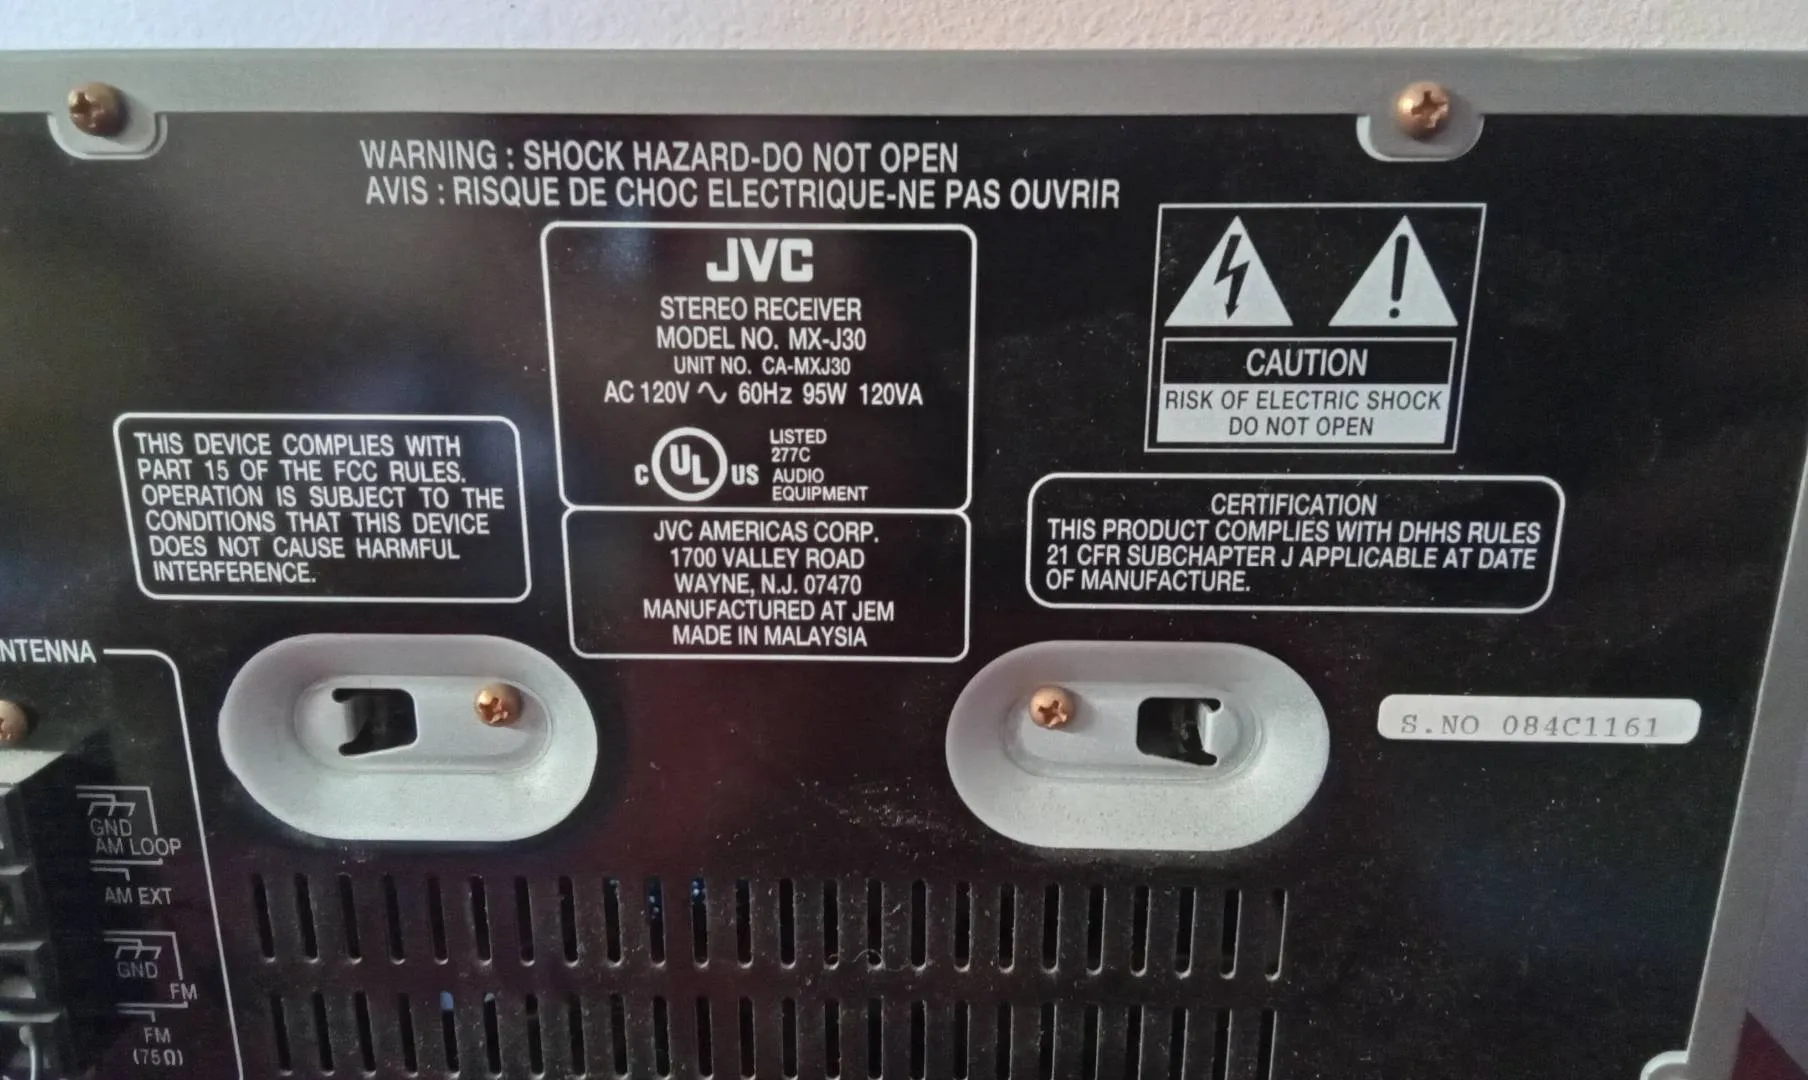 WARNING : SHOCK HAZARD-DO NOT OPEN
AVIS : RISQUE DE CHOC ELECTRIQUE-NE PAS OUVRIR
JVC
STEREO RECEIVER
MODEL NO. MX-J30
UNIT NO. CA-MXJ30
AC 120V ∿ 60Hz 95W 120VA
C UL US
LISTED
277C
AUDIO
EQUIPMENT
JVC AMERICAS CORP.
1700 VALLEY ROAD
WAYNE, N.J. 07470
MANUFACTURED AT JEM
MADE IN MALAYSIA
THIS DEVICE COMPLIES WITH
PART 15 OF THE FCC RULES.
OPERATION IS SUBJECT TO THE
CONDITIONS THAT THIS DEVICE
DOES NOT CAUSE HARMFUL
INTERFERENCE.
CAUTION
RISK OF ELECTRIC SHOCK
DO NOT OPEN
CERTIFICATION
THIS PRODUCT COMPLIES WITH DHHS RULES
21 CFR SUBCHAPTER J APPLICABLE AT DATE
OF MANUFACTURE.
S.NO 084C1161
NTENNA
GND
AM LOOP
AM EXT
GND
FM
FM
(75Ω)